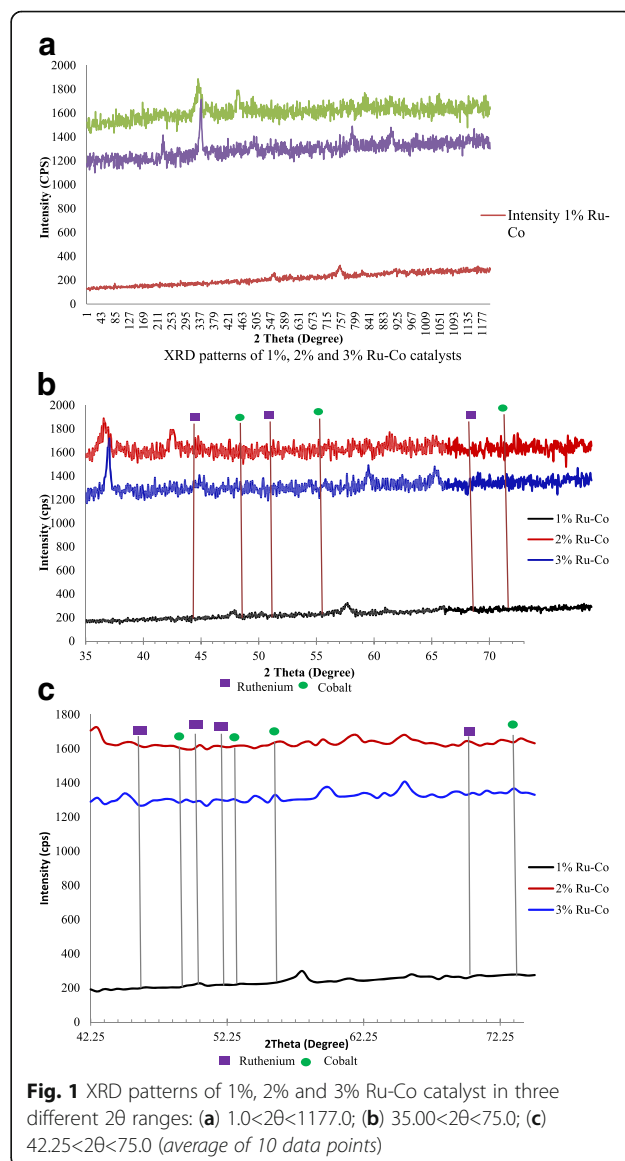 a
2000
1800
1600
1400
1200
1000
800
600
400
200
0
Intensity (CPS)
Intensity 1% Ru-
Co
1 43 85 127 169 211 253 295 337 379 421 463 505 547 589 631 673 715 757 799 841 883 925 967 1009 1051 1093 1135 1177
2 Theta (Degree)
XRD patterns of 1%, 2% and 3% Ru-Co catalysts
b
2000
1800
1600
1400
1200
1000
800
600
400
200
0
Intensity (cps)
1% Ru-Co
2% Ru-Co
3% Ru-Co
35 40 45 50 55 60 65 70
2 Theta (Degree)
Ruthenium Cobalt
c
1800
1600
1400
1200
1000
800
600
400
200
0
Intensity (cps)
1% Ru-Co
2% Ru-Co
3% Ru-Co
42.25 52.25 62.25 72.25
2Theta (Degree)
Ruthenium Cobalt
Fig. 1 XRD patterns of 1%, 2% and 3% Ru-Co catalyst in three
different 2θ ranges: (a) 1.0<2θ<1177.0; (b) 35.00<2θ<75.0; (c)
42.25<2θ<75.0 (average of 10 data points)